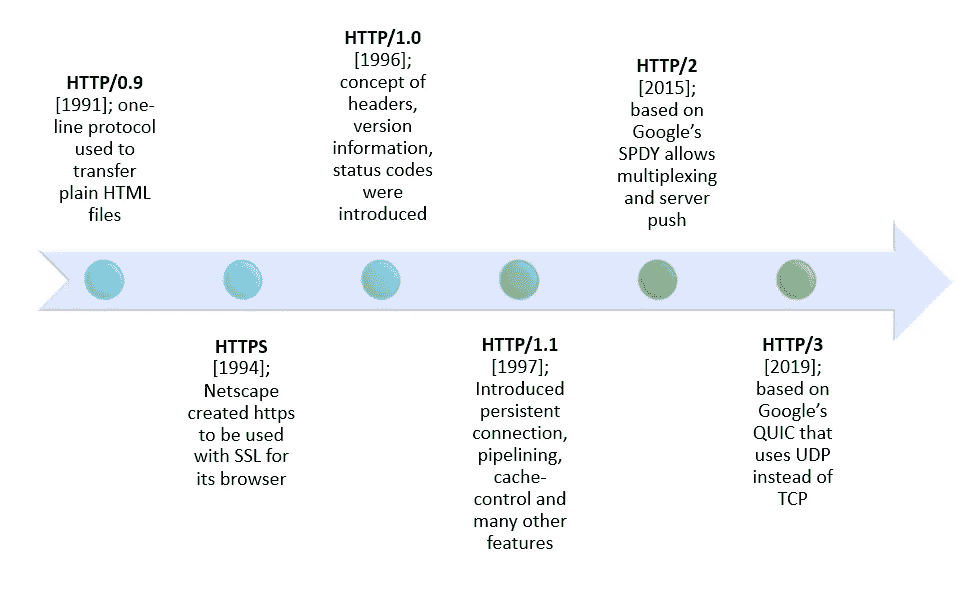 HTTP/0.9
[1991]; one-
line protocol
used to
transfer
plain HTML
files
HTTPS
[1994];
Netscape
created https
to be used
with SSL for
its browser
HTTP/1.0
[1996];
concept of
headers,
version
information,
status codes
were
introduced
HTTP/1.1
[1997];
Introduced
persistent
connection,
pipelining,
cache-
control and
many other
features
HTTP/2
[2015];
based on
Google’s
SPDY allows
multiplexing
and server
push
HTTP/3
[2019];
based on
Google’s
QUIC that
uses UDP
instead of
TCP